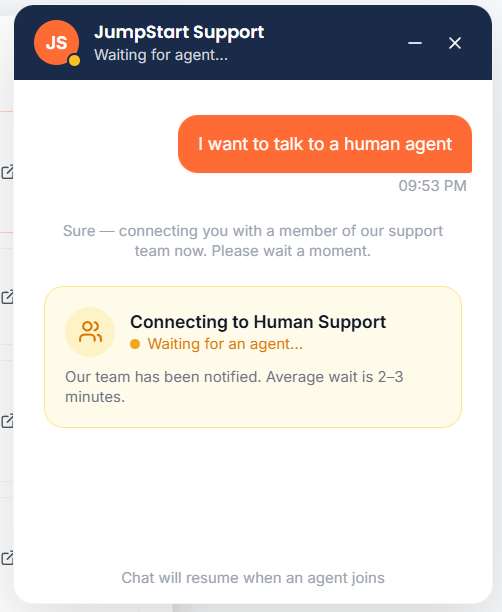 JS
JumpStart Support
Waiting for agent...
I want to talk to a human agent
09:53 PM
Sure — connecting you with a member of our support
team now. Please wait a moment.
Connecting to Human Support
Waiting for an agent...
Our team has been notified. Average wait is 2–3
minutes.
Chat will resume when an agent joins